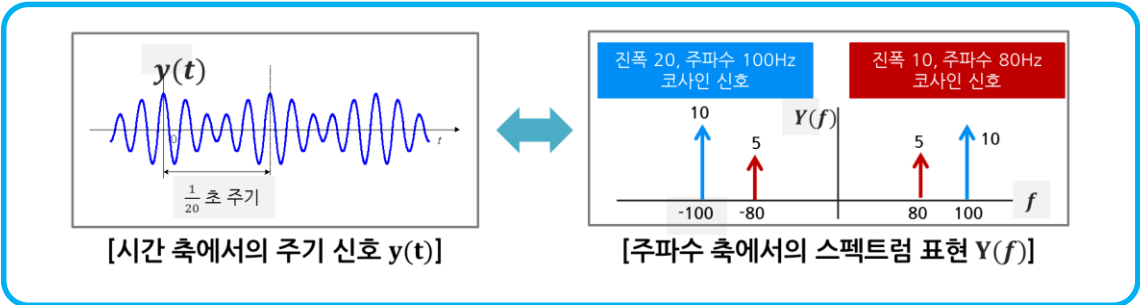 y(t)
0
t
1/20 초 주기
[시간 축에서의 주기 신호 y(t)]
진폭 20, 주파수 100Hz
코사인 신호
진폭 10, 주파수 80Hz
코사인 신호
Y(f)
10
5
5
10
-100
-80
80
100
f
[주파수 축에서의 스펙트럼 표현 Y(f)]